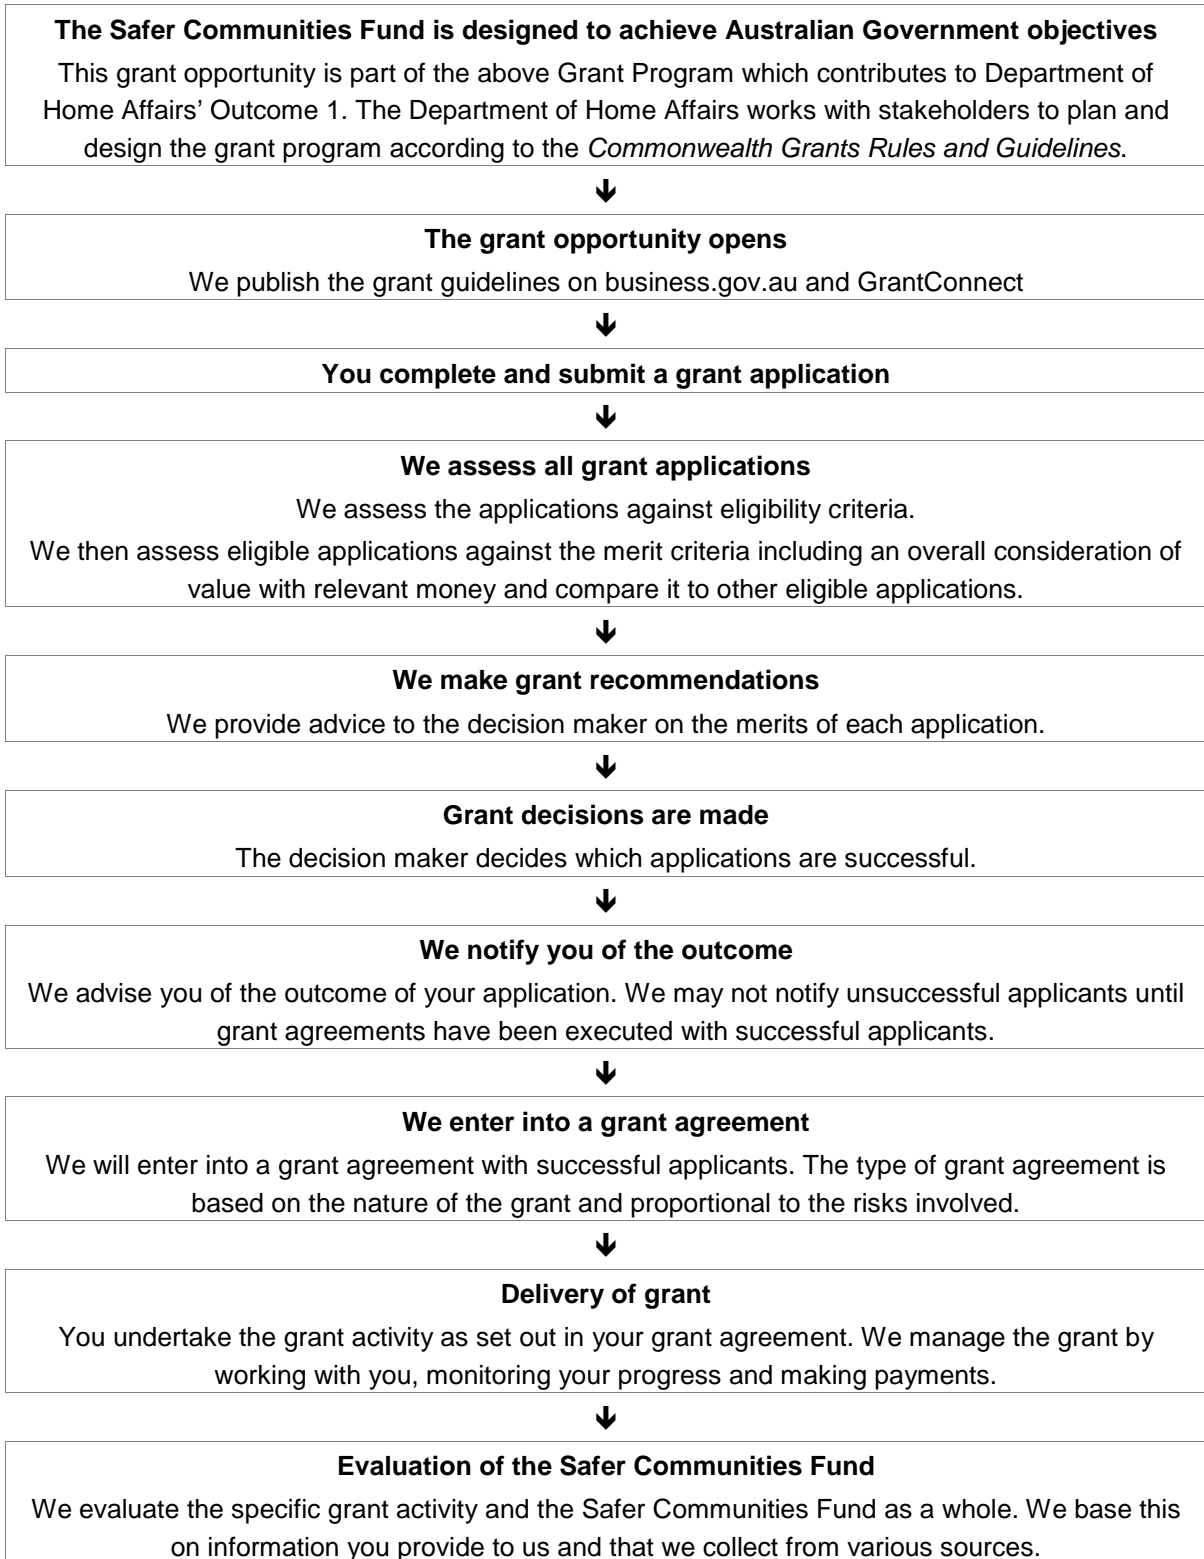 The Safer Communities Fund is designed to achieve Australian Government objectives
This grant opportunity is part of the above Grant Program which contributes to Department of
Home Affairs’ Outcome 1. The Department of Home Affairs works with stakeholders to plan and
design the grant program according to the Commonwealth Grants Rules and Guidelines.
The grant opportunity opens
We publish the grant guidelines on business.gov.au and GrantConnect
You complete and submit a grant application
We assess all grant applications
We assess the applications against eligibility criteria.
We then assess eligible applications against the merit criteria including an overall consideration of
value with relevant money and compare it to other eligible applications.
We make grant recommendations
We provide advice to the decision maker on the merits of each application.
Grant decisions are made
The decision maker decides which applications are successful.
We notify you of the outcome
We advise you of the outcome of your application. We may not notify unsuccessful applicants until
grant agreements have been executed with successful applicants.
We enter into a grant agreement
We will enter into a grant agreement with successful applicants. The type of grant agreement is
based on the nature of the grant and proportional to the risks involved.
Delivery of grant
You undertake the grant activity as set out in your grant agreement. We manage the grant by
working with you, monitoring your progress and making payments.
Evaluation of the Safer Communities Fund
We evaluate the specific grant activity and the Safer Communities Fund as a whole. We base this
on information you provide to us and that we collect from various sources.